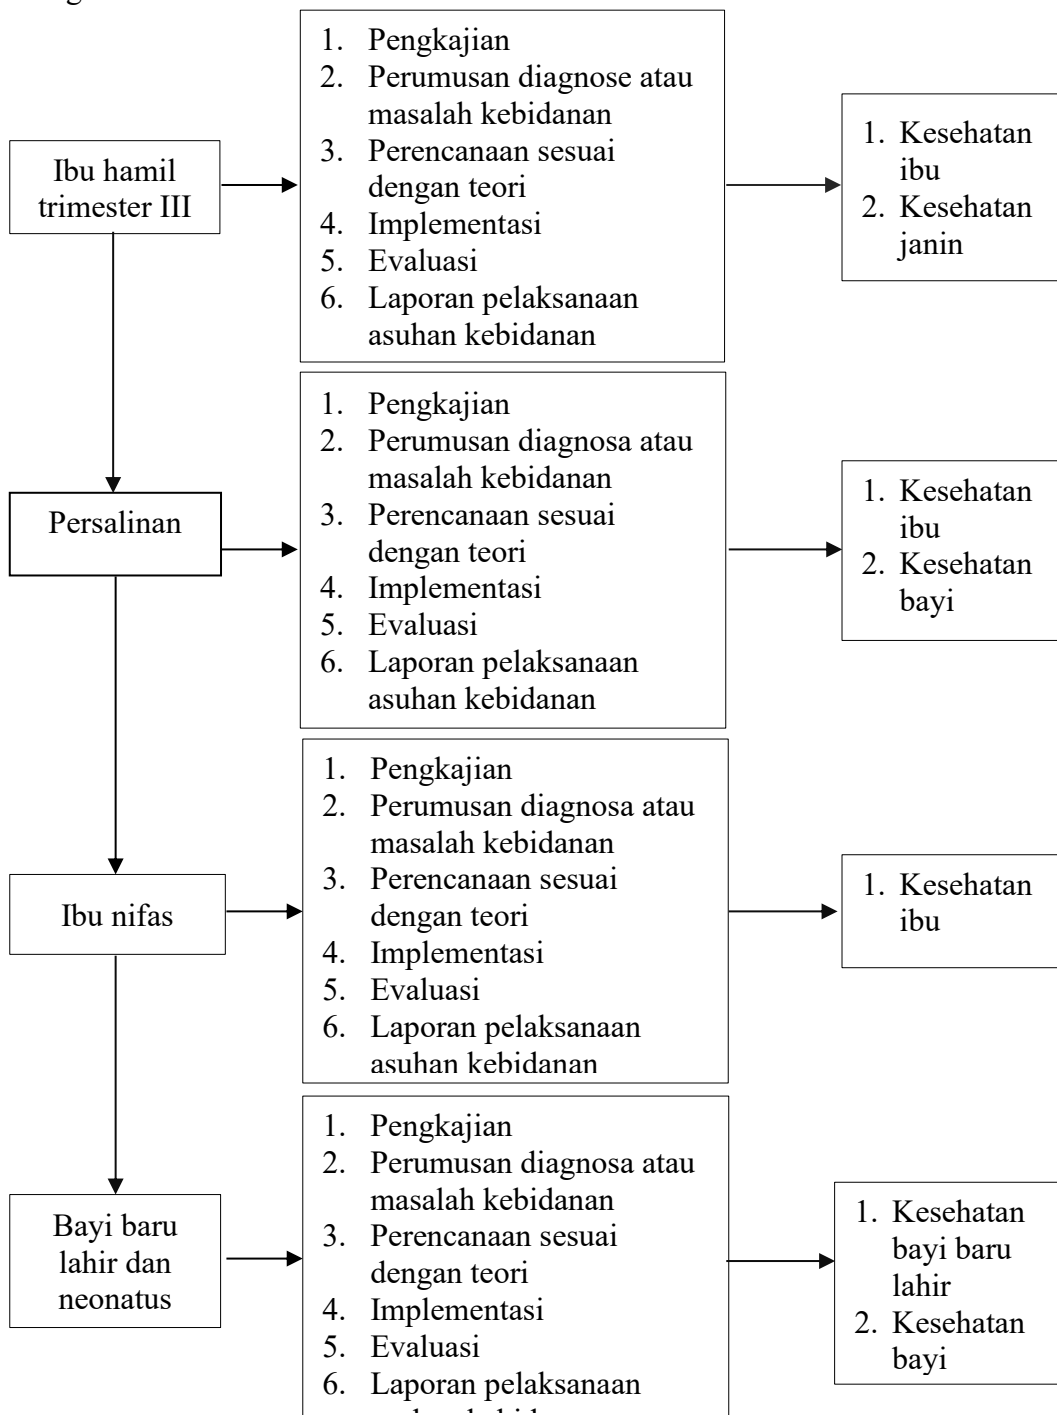 Ibu hamil
trimester III
1. Pengkajian
2. Perumusan diagnose atau
masalah kebidanan
3. Perencanaan sesuai
dengan teori
4. Implementasi
5. Evaluasi
6. Laporan pelaksanaan
asuhan kebidanan
1. Kesehatan
ibu
2. Kesehatan
janin
Persalinan
1. Pengkajian
2. Perumusan diagnosa atau
masalah kebidanan
3. Perencanaan sesuai
dengan teori
4. Implementasi
5. Evaluasi
6. Laporan pelaksanaan
asuhan kebidanan
1. Kesehatan
ibu
2. Kesehatan
bayi
Ibu nifas
1. Pengkajian
2. Perumusan diagnosa atau
masalah kebidanan
3. Perencanaan sesuai
dengan teori
4. Implementasi
5. Evaluasi
6. Laporan pelaksanaan
asuhan kebidanan
1. Kesehatan
ibu
Bayi baru
lahir dan
neonatus
1. Pengkajian
2. Perumusan diagnosa atau
masalah kebidanan
3. Perencanaan sesuai
dengan teori
4. Implementasi
5. Evaluasi
6. Laporan pelaksanaan
1. Kesehatan
bayi baru
lahir
2. Kesehatan
bayi